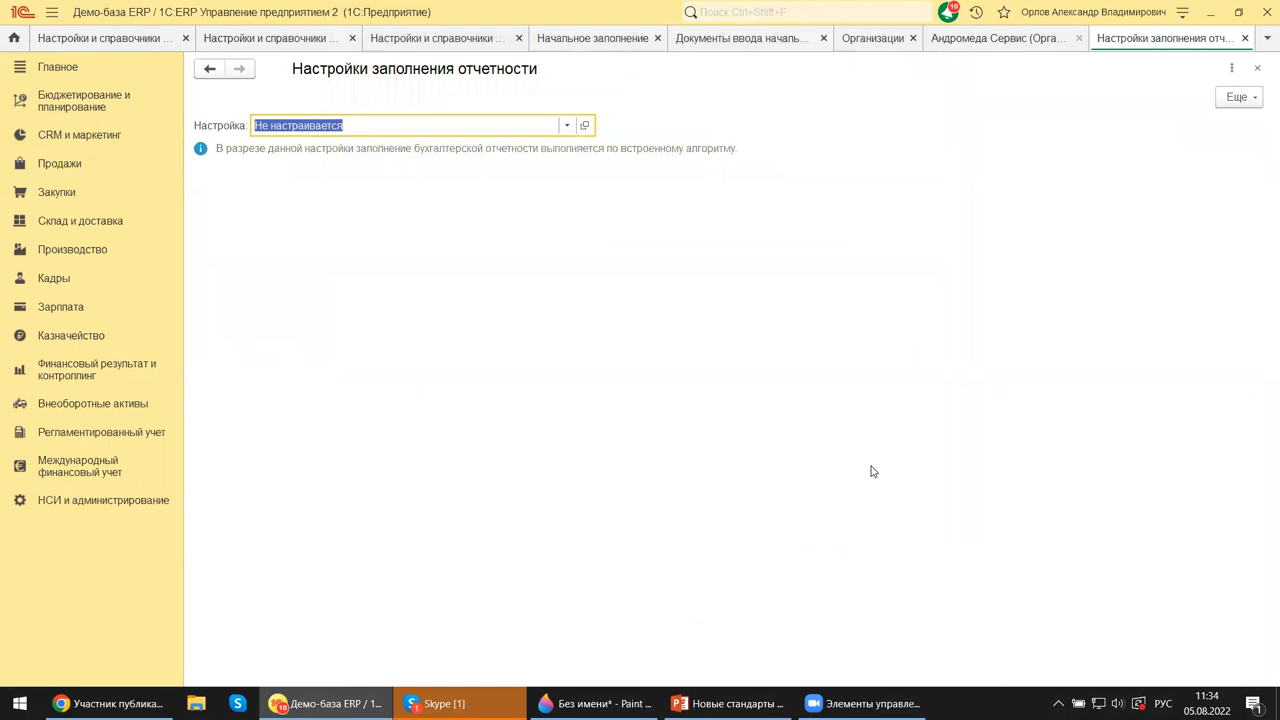 Демо-база ERP / 1С:ERP Управление предприятием 2 (1С:Предприятие)
Поиск Ctrl+Shift+F
10
Орлов Александр Владимирович
Настройки и справочники ...
Настройки и справочники ...
Настройки и справочники ...
Начальное заполнение
Документы ввода началь...
Организации
Андромеда Сервис (Орга...
Настройки заполнения отч...
Главное
Бюджетирование и
планирование
CRM и маркетинг
Продажи
Закупки
Склад и доставка
Производство
Кадры
Зарплата
Казначейство
Финансовый результат и
контроллинг
Внеоборотные активы
Регламентированный учет
Международный
финансовый учет
НСИ и администрирование
Настройки заполнения отчетности
Еще
Настройка: Не настраивается
В разрезе данной настройки заполнение бухгалтерской отчетности выполняется по встроенному алгоритму.
Участник публика...
Демо-база ERP / 1...
10
Skype [1]
1
Без имени* - Paint ...
Новые стандарты ...
Элементы управле...
РУС
11:34
05.08.2022
1